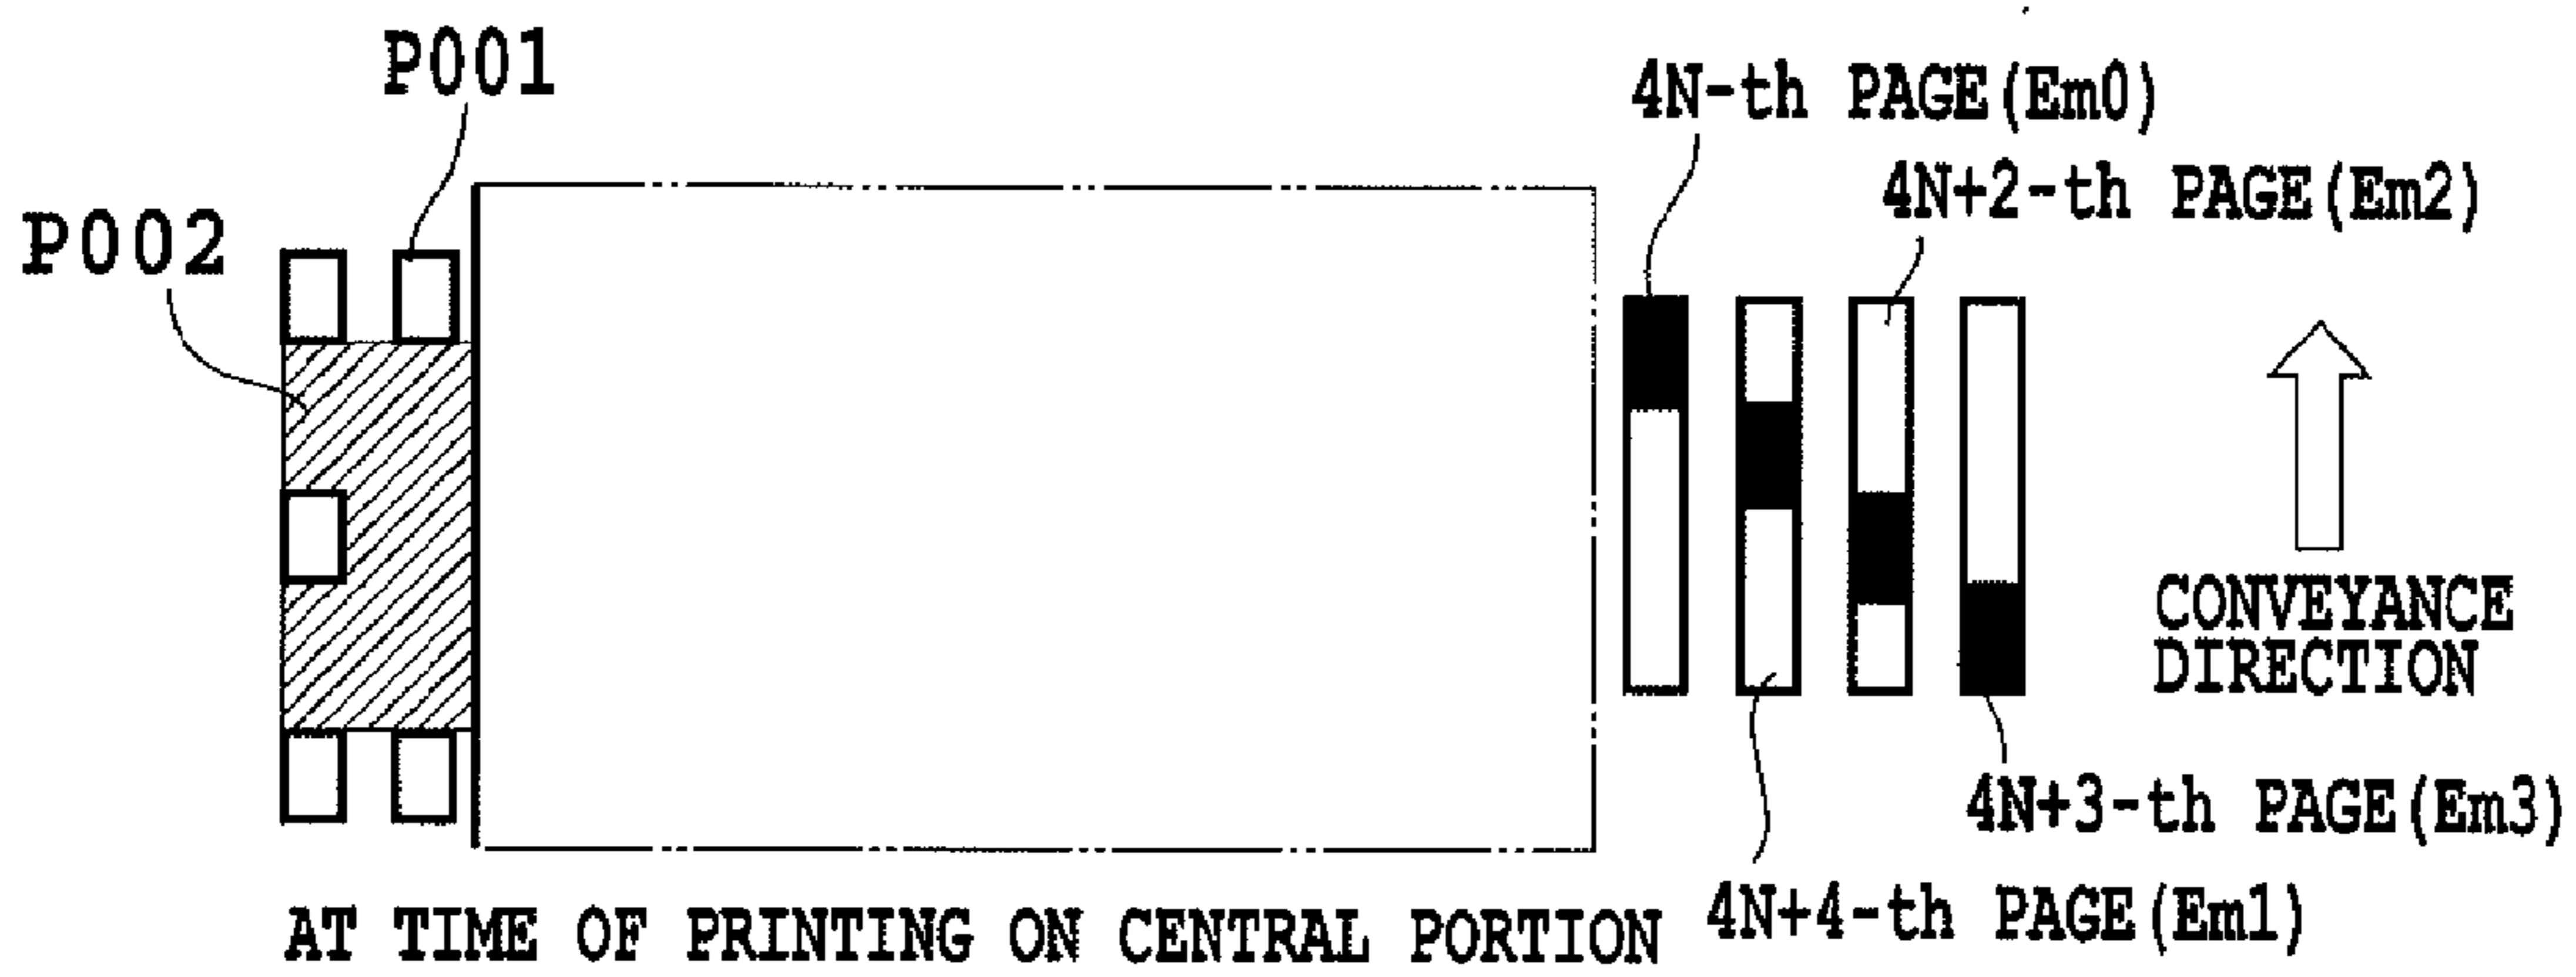 P001
4N-th PAGE(Em0)
4N+2-th PAGE(Em2)
P002
CONVEYANCE
DIRECTION
4N+3-th PAGE(Em3)
4N+4-th PAGE(Em1)
AT TIME OF PRINTING ON CENTRAL PORTION